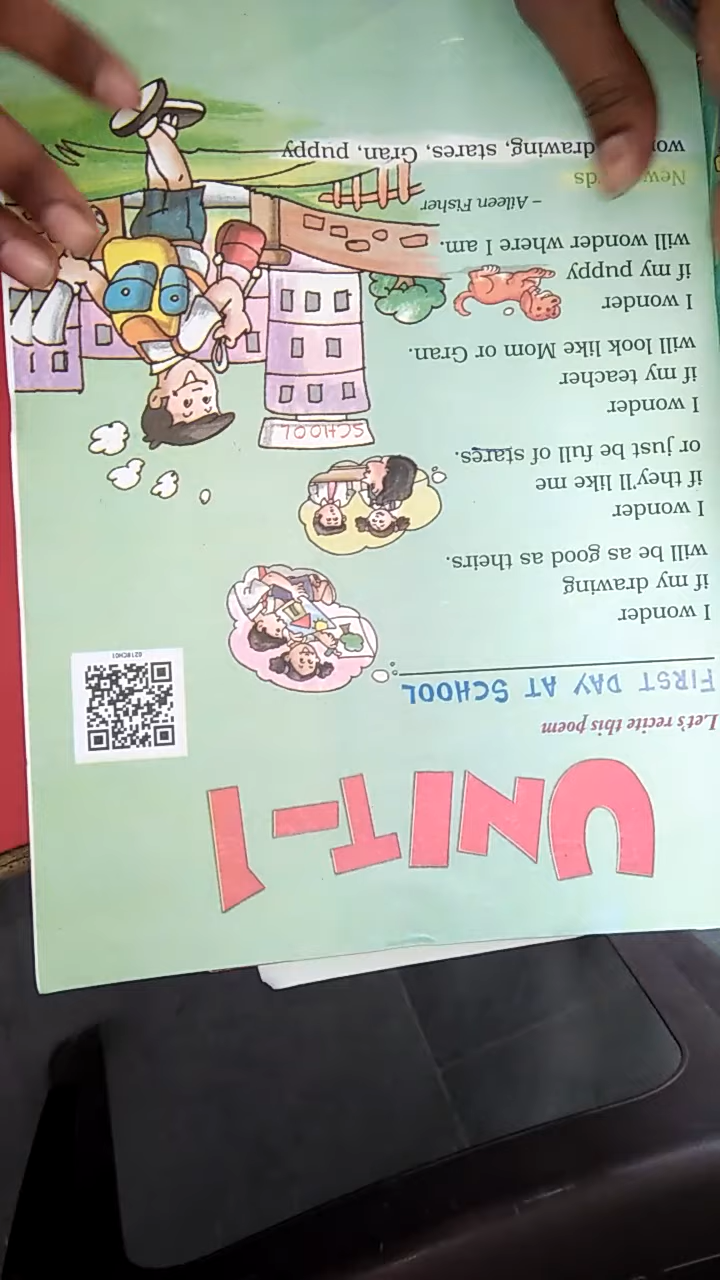 UNIT-1
Let's recite this poem
FIRST DAY AT SCHOOL
I wonder
if my drawing
will be as good as theirs.
I wonder
if they'll like me
or just be full of stares.
I wonder
if my teacher
will look like Mom or Gran.
I wonder
if my puppy
will wonder where I am.
– Aileen Fisher
drawing, stares, Gran, puppy
SCHOOL
0218CH01